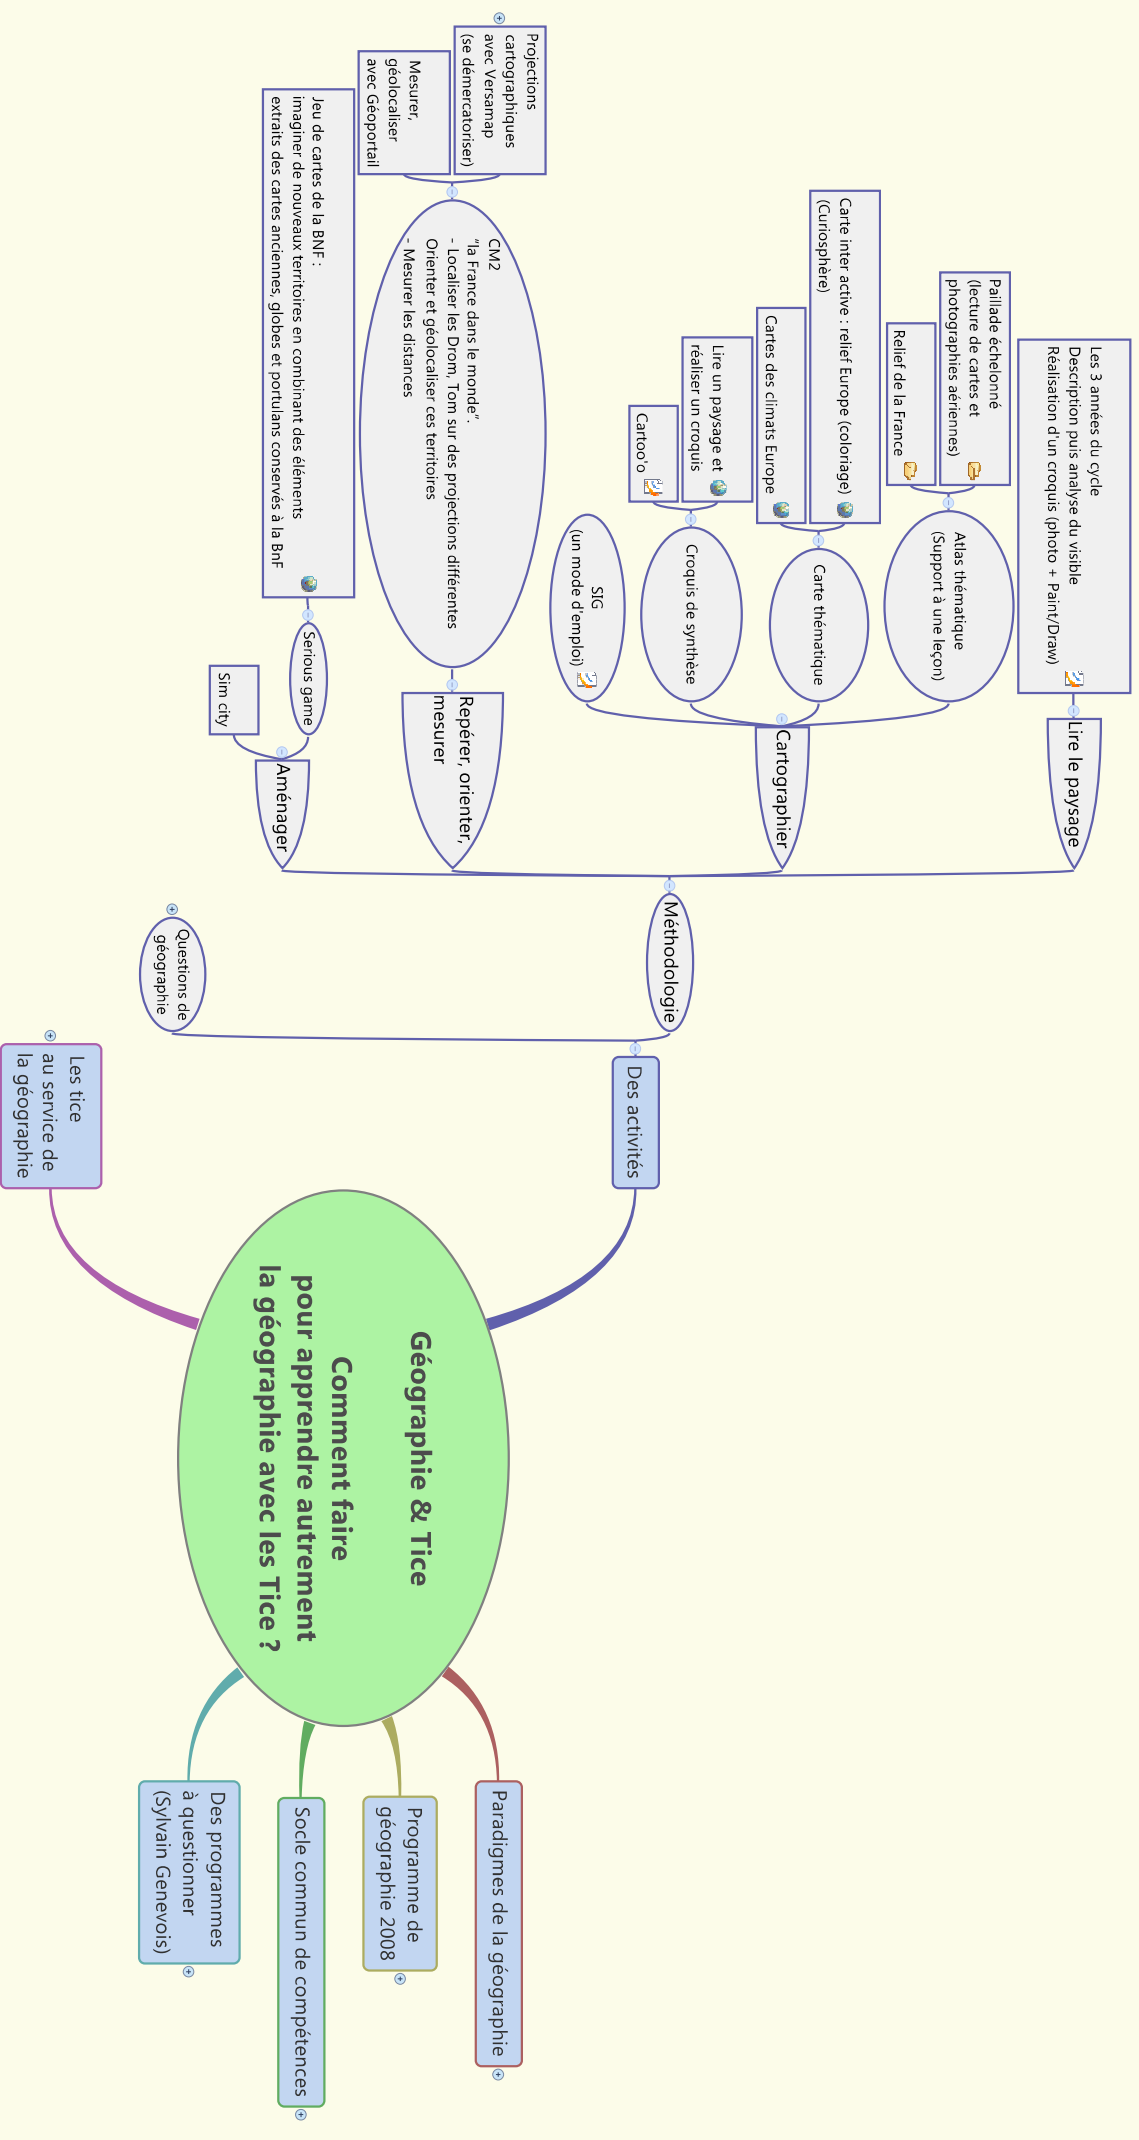 Géographie & Tice
Comment faire
pour apprendre autrement
la géographie avec les Tice ?
Paradigmes de la géographie
Programme de
géographie 2008
Socle commun de compétences
Des programmes
à questionner
(Sylvain Genevois)
Des activités
Méthodologie
Lire le paysage
Les 3 années du cycle
Description puis analyse du visible
Réalisation d'un croquis (photo + Paint/Draw)
Cartographier
Atlas thématique
(Support à une leçon)
Paillade échelonné
(lecture de cartes et
photographies aériennes)
Relief de la France
Carte thématique
Carte inter active : relief Europe (coloriage)
(Curiosphère)
Cartes des climats Europe
Croquis de synthèse
Lire un paysage et
réaliser un croquis
Cartoo'o
SIG
(un mode d'emploi)
Repérer, orienter,
mesurer
CM2
"la France dans le monde".
- Localiser les Drom, Tom sur des projections différentes
Orienter et géolocaliser ces territoires
- Mesurer les distances
Projections
cartographiques
avec Versamap
(se démercatoriser)
Mesurer,
géolocaliser
avec Géoportail
Aménager
Serious game
Jeu de cartes de la BNF :
imaginer de nouveaux territoires en combinant des éléments
extraits des cartes anciennes, globes et portulans conservés à la BnF
Sim city
Questions de
géographie
Les tice
au service de
la géographie